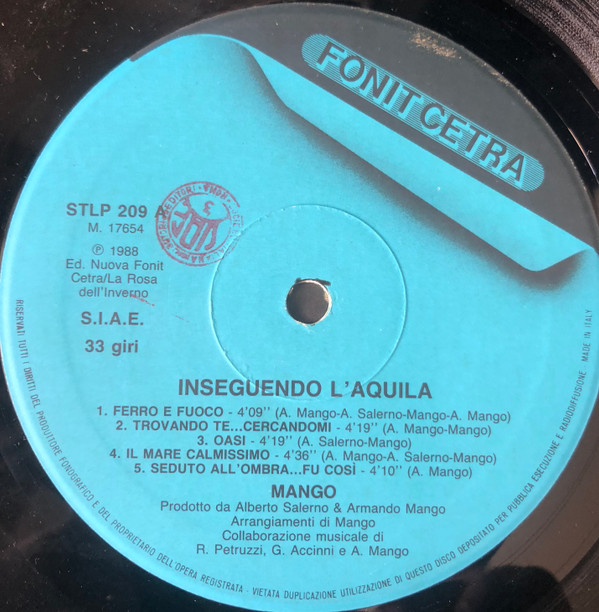 FONIT CETRA
STLP 209 A
M. 17654
℗ 1988
Ed. Nuova Fonit
Cetra/La Rosa
dell'Inverno
S.I.A.E.
33 giri
INSEGUENDO L'AQUILA
1. FERRO E FUOCO - 4'09'' (A. Mango-A. Salerno-Mango-A. Mango)
2. TROVANDO TE...CERCANDOMI - 4'19'' (A. Mango-Mango)
3. OASI - 4'19'' (A. Salerno-Mango)
4. IL MARE CALMISSIMO - 4'36'' (A. Mango-A. Salerno-Mango)
5. SEDUTO ALL'OMBRA...FU COSÌ - 4'10'' (A. Mango)
MANGO
Prodotto da Alberto Salerno & Armando Mango
Arrangiamenti di Mango
Collaborazione musicale di
R. Petruzzi, G. Accinni e A. Mango
RISERVATI TUTTI I DIRITTI DEL PRODUTTORE FONOGRAFICO E DEL PROPRIETARIO DELL'OPERA REGISTRATA - VIETATA DUPLICAZIONE UTILIZZAZIONE DI QUESTO DISCO DEPOSITATO PER PUBBLICA ESECUZIONE E RADIODIFFUSIONE - MADE IN ITALY